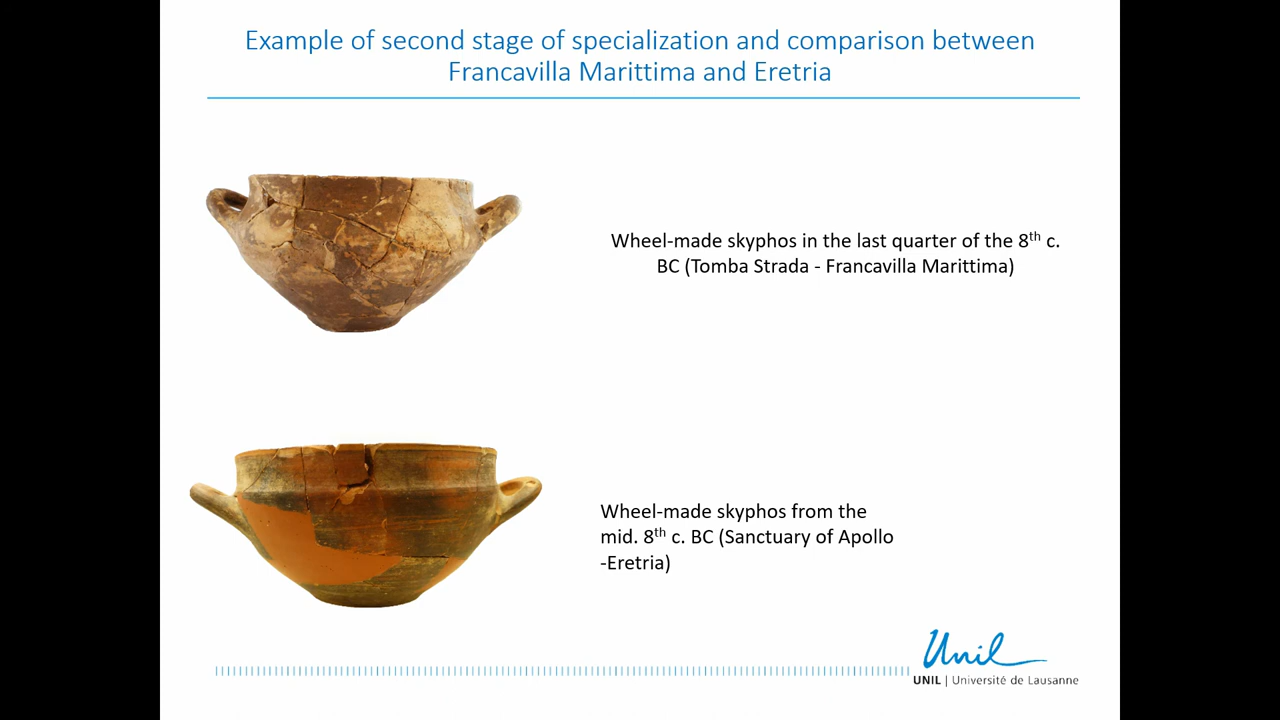 Example of second stage of specialization and comparison between
Francavilla Marittima and Eretria
Wheel-made skyphos in the last quarter of the 8th c.
BC (Tomba Strada - Francavilla Marittima)
Wheel-made skyphos from the
mid. 8th c. BC (Sanctuary of Apollo
-Eretria)
Unil
UNIL | Université de Lausanne